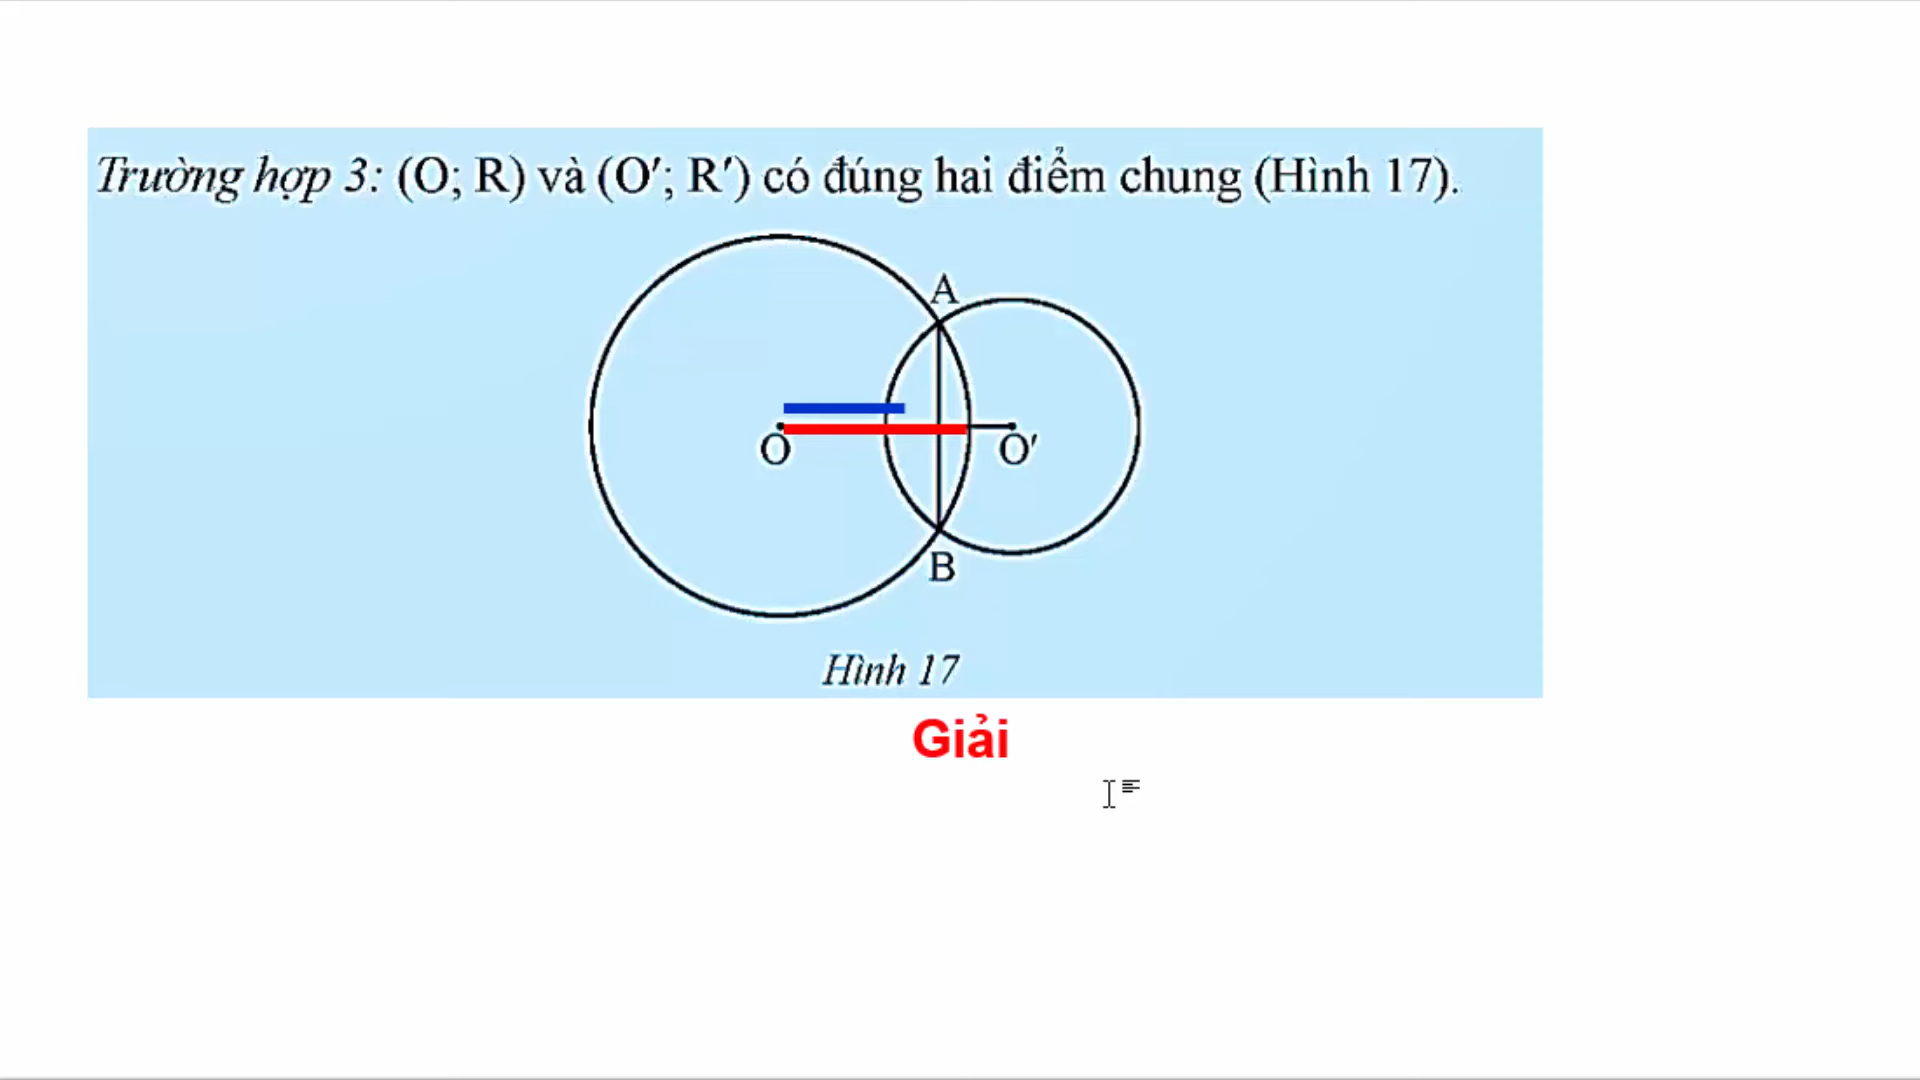 Trường hợp 3: (O; R) và (O′; R′) có đúng hai điểm chung (Hình 17).
A
O
O′
B
Hình 17
Giải